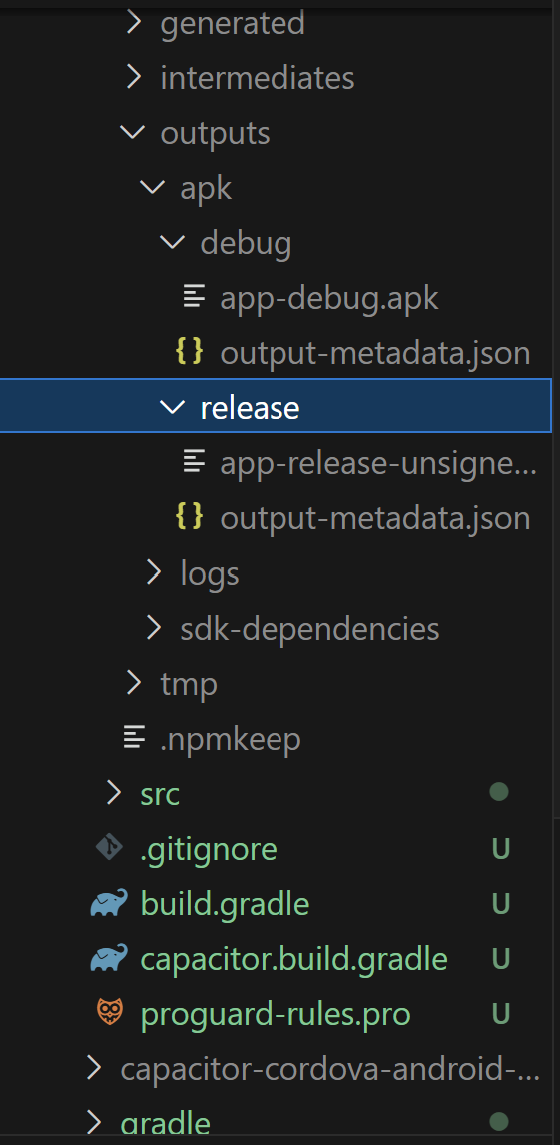 generated
intermediates
outputs
apk
debug
app-debug.apk
{} output-metadata.json
release
app-release-unsigne...
{} output-metadata.json
logs
sdk-dependencies
tmp
.npmkeep
src
.gitignore U
build.gradle U
capacitor.build.gradle U
proguard-rules.pro U
capacitor-cordova-android-...
gradle